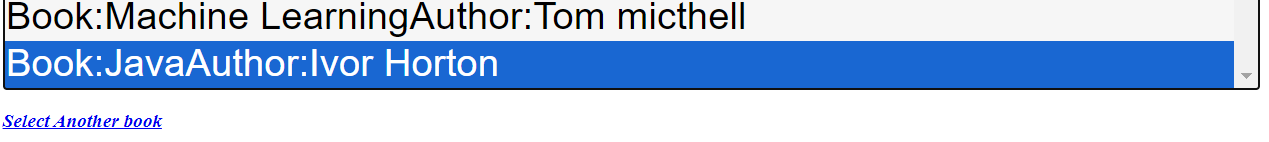 Book:Machine LearningAuthor:Tom micthell
Book:JavaAuthor:Ivor Horton
Select Another book